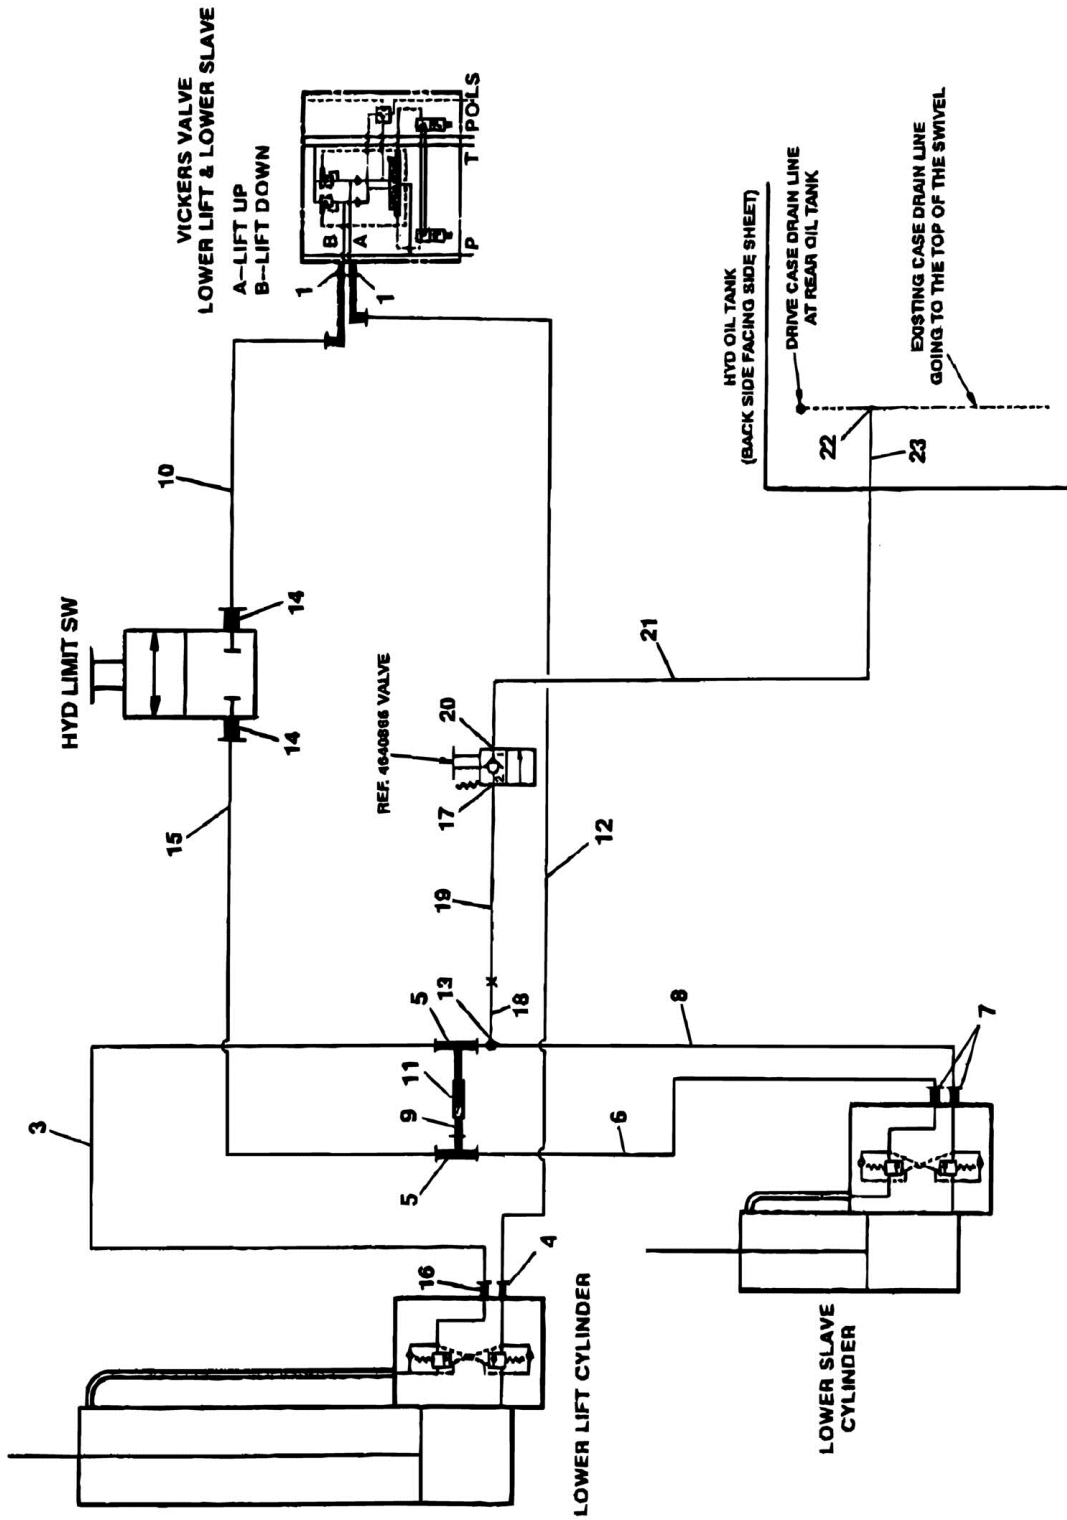 VICKERS VALVE
LOWER LIFT & LOWER SLAVE
A-LIFT UP
B-LIFT DOWN
B
A
P
T
PO
LS
1
1
10
HYD LIMIT SW
14
14
15
REF. 4640866 VALVE
20
1
2
17
19
12
21
HYD OIL TANK
(BACK SIDE FACING SIDE SHEET)
DRIVE CASE DRAIN LINE
AT REAR OIL TANK
EXISTING CASE DRAIN LINE
GOING TO THE TOP OF THE SWIVEL
22
23
3
5
13
18
11
9
5
6
8
7
16
4
LOWER LIFT CYLINDER
LOWER SLAVE
CYLINDER